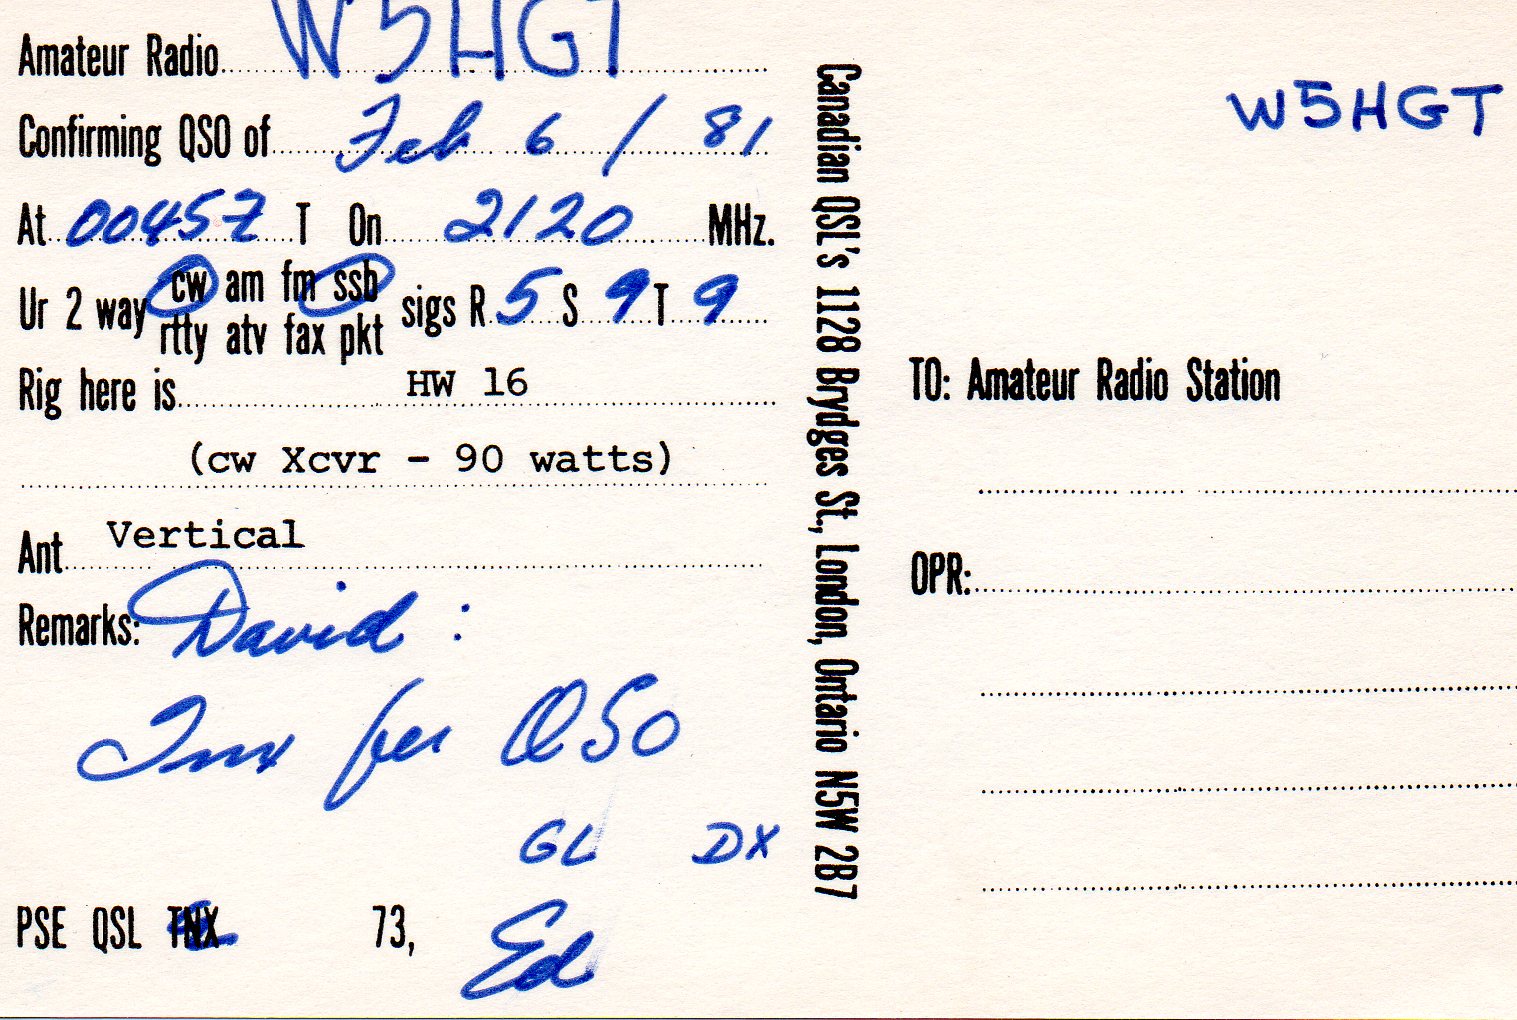 Amateur Radio W5HGT
Confirming QSO of Feb 6 / 81
At 0045Z T On 2120 MHz.
Ur 2 way cw am fm ssb sigs R 5 S 9 T 9
rtty atv fax pkt
Rig here is HW 16
(cw Xcvr - 90 watts)
Ant Vertical
Remarks: David :
Tnx fer QSO
GL DX
PSE QSL TNX 73, Ed
Canadian QSL's 1128 Brydges St., London, Ontario N5W 2B7
W5HGT
TO: Amateur Radio Station
OPR: